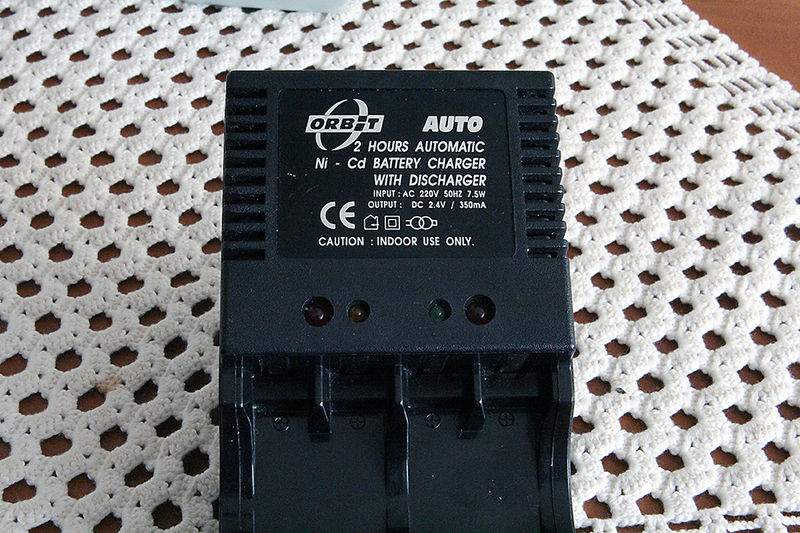 ORBiT AUTO
2 HOURS AUTOMATIC
Ni - Cd BATTERY CHARGER
WITH DISCHARGER
INPUT : AC 220V 50HZ 7.5W
OUTPUT : DC 2.4V / 350mA
CE
CAUTION : INDOOR USE ONLY.